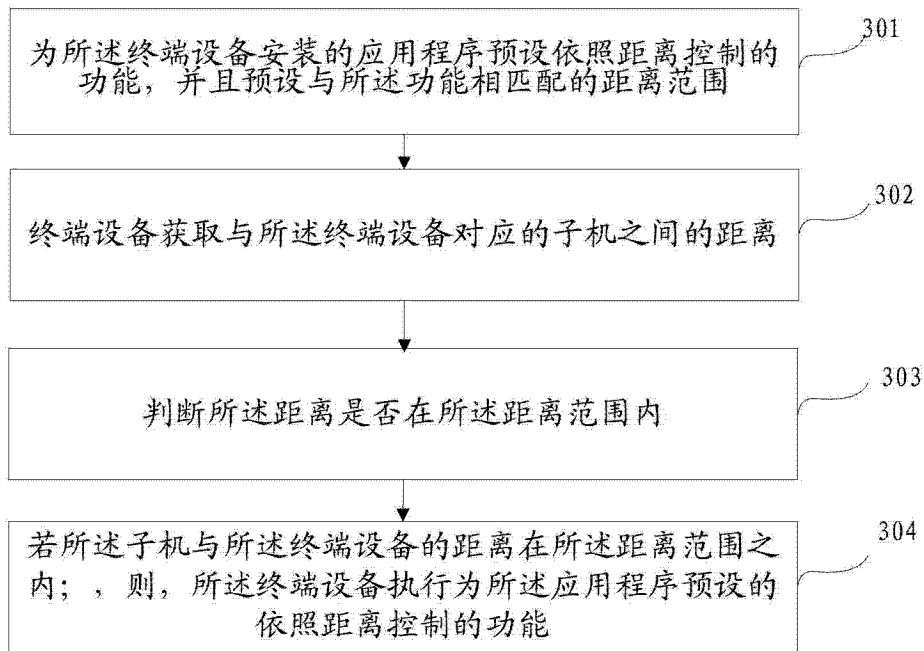 为所述终端设备安装的应用程序预设依照距离控制的
功能，并且预设与所述功能相匹配的距离范围
301
终端设备获取与所述终端设备对应的子机之间的距离
302
判断所述距离是否在所述距离范围内
303
若所述子机与所述终端设备的距离在所述距离范围之
内；，则，所述终端设备执行为所述应用程序预设的
依照距离控制的功能
304